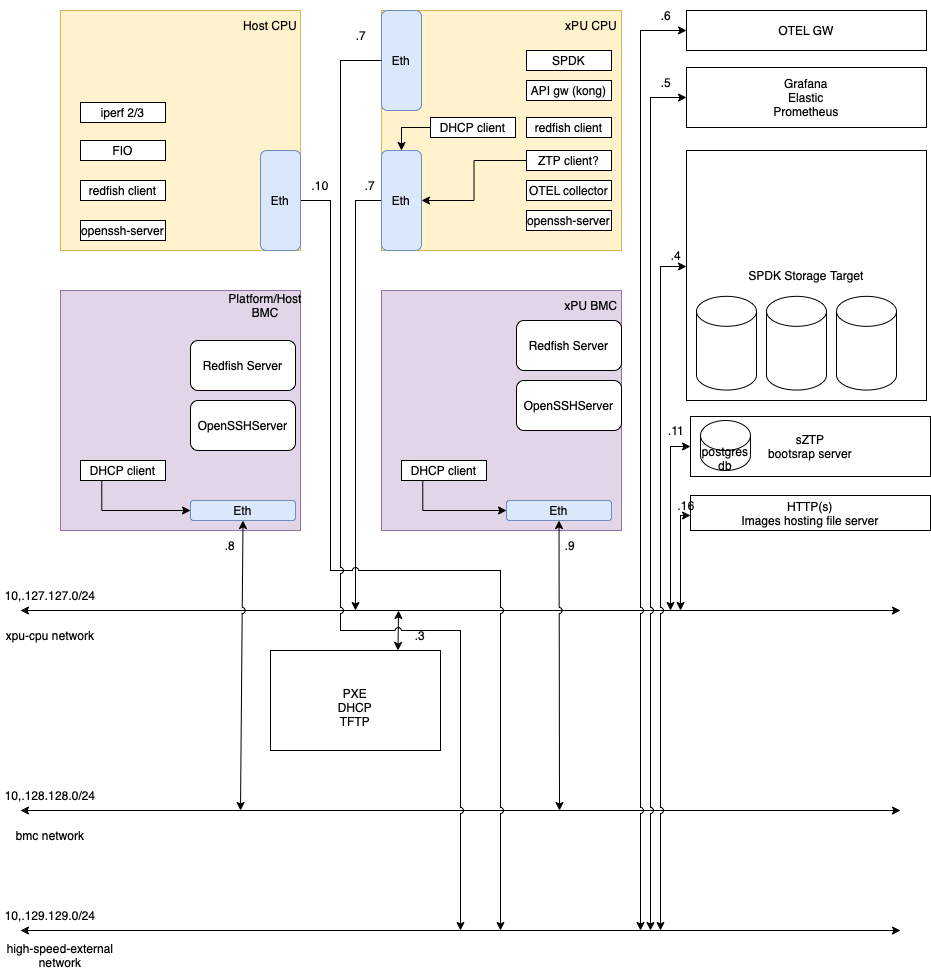 Host CPU
iperf 2/3
FIO
redfish client
openssh-server
Eth
.10
xPU CPU
.7
Eth
SPDK
API gw (kong)
DHCP client
redfish client
ZTP client?
.7
Eth
OTEL collector
openssh-server
.6
OTEL GW
.5
Grafana
Elastic
Prometheus
.4
SPDK Storage Target
Platform/Host
BMC
Redfish Server
OpenSSHServer
DHCP client
Eth
.8
xPU BMC
Redfish Server
OpenSSHServer
DHCP client
Eth
.9
.11
postgres
db
sZTP
bootsrap server
.16
HTTP(s)
Images hosting file server
10,.127.127.0/24
xpu-cpu network
.3
PXE
DHCP
TFTP
10,.128.128.0/24
bmc network
10,.129.129.0/24
high-speed-external
network